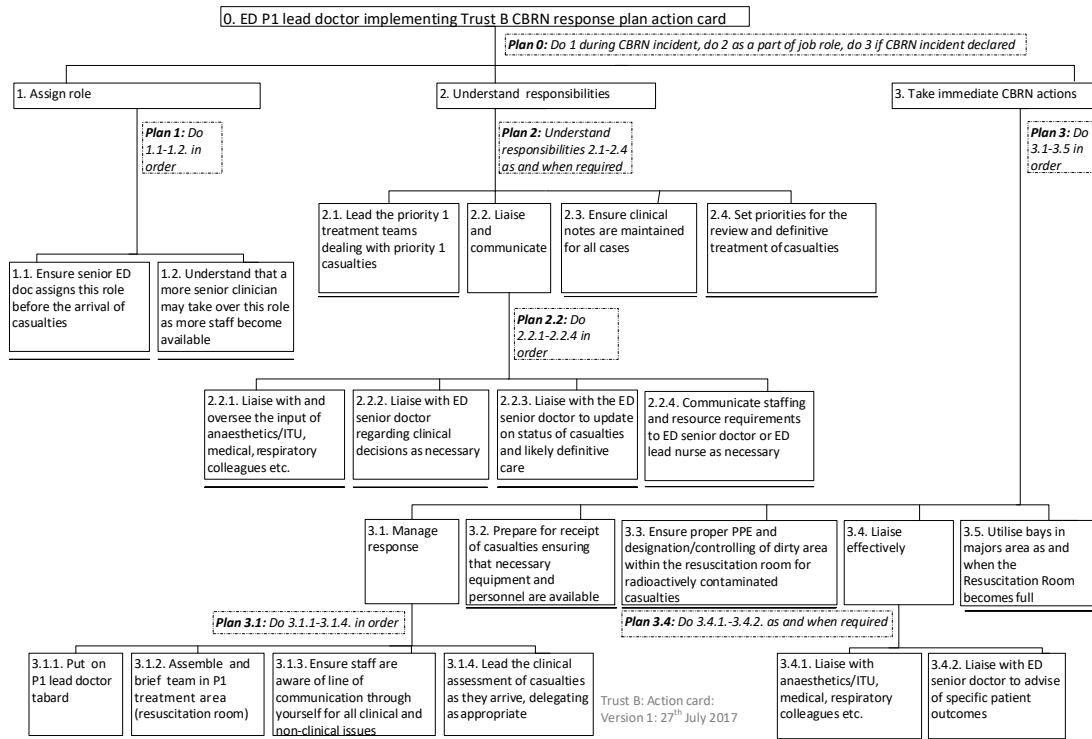 0. ED P1 lead doctor implementing Trust B CBRN response plan action card
Plan 0: Do 1 during CBRN incident, do 2 as a part of job role, do 3 if CBRN incident declared
1. Assign role
2. Understand responsibilities
3. Take immediate CBRN actions
Plan 1: Do
1.1-1.2. in
order
Plan 2: Understand
responsibilities 2.1-2.4
as and when required
Plan 3: Do
3.1-3.5 in
order
2.1. Lead the priority 1
treatment teams
dealing with priority 1
casualties
2.2. Liaise
and
communicate
2.3. Ensure clinical
notes are maintained
for all cases
2.4. Set priorities for the
review and definitive
treatment of casualties
1.1. Ensure senior ED
doc assigns this role
before the arrival of
casualties
1.2. Understand that a
more senior clinician
may take over this role
as more staff become
available
Plan 2.2: Do
2.2.1-2.2.4 in
order
2.2.1. Liaise with and
oversee the input of
anaesthetics/ITU,
medical, respiratory
colleagues etc.
2.2.2. Liaise with ED
senior doctor
regarding clinical
decisions as necessary
2.2.3. Liaise with the ED
senior doctor to update
on status of casualties
and likely definitive
care
2.2.4. Communicate staffing
and resource requirements
to ED senior doctor or ED
lead nurse as necessary
3.1. Manage
response
3.2. Prepare for receipt
of casualties ensuring
that necessary
equipment and
personnel are available
3.3. Ensure proper PPE and
designation/controlling of dirty area
within the resuscitation room for
radioactively contaminated
casualties
3.4. Liaise
effectively
3.5. Utilise bays in
majors area as and
when the
Resuscitation Room
becomes full
Plan 3.1: Do 3.1.1-3.1.4. in order
Plan 3.4: Do 3.4.1.-3.4.2. as and when required
3.1.1. Put on
P1 lead doctor
tabard
3.1.2. Assemble and
brief team in P1
treatment area
(resuscitation room)
3.1.3. Ensure staff are
aware of line of
communication through
yourself for all clinical and
non-clinical issues
3.1.4. Lead the clinical
assessment of casualties
as they arrive, delegating
as appropriate
Trust B: Action card:
Version 1: 27th July 2017
3.4.1. Liaise with
anaesthetics/ITU,
medical, respiratory
colleagues etc.
3.4.2. Liaise with ED
senior doctor to advise
of specific patient
outcomes